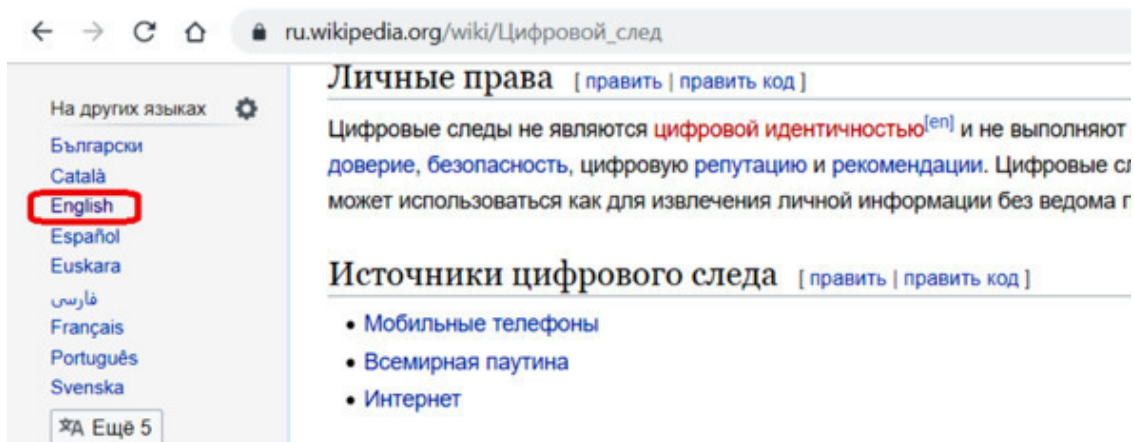 ru.wikipedia.org/wiki/Цифровой_след
На других языках
Български
Català
English
Español
Euskara
فارسی
Français
Português
Svenska
Ещё 5
Личные права [ править | править код ]
Цифровые следы не являются цифровой идентичностью[en] и не выполняют
доверие, безопасность, цифровую репутацию и рекомендации. Цифровые
может использоваться как для извлечения личной информации без ведома
Источники цифрового следа [ править | править код ]
• Мобильные телефоны
• Всемирная паутина
• Интернет